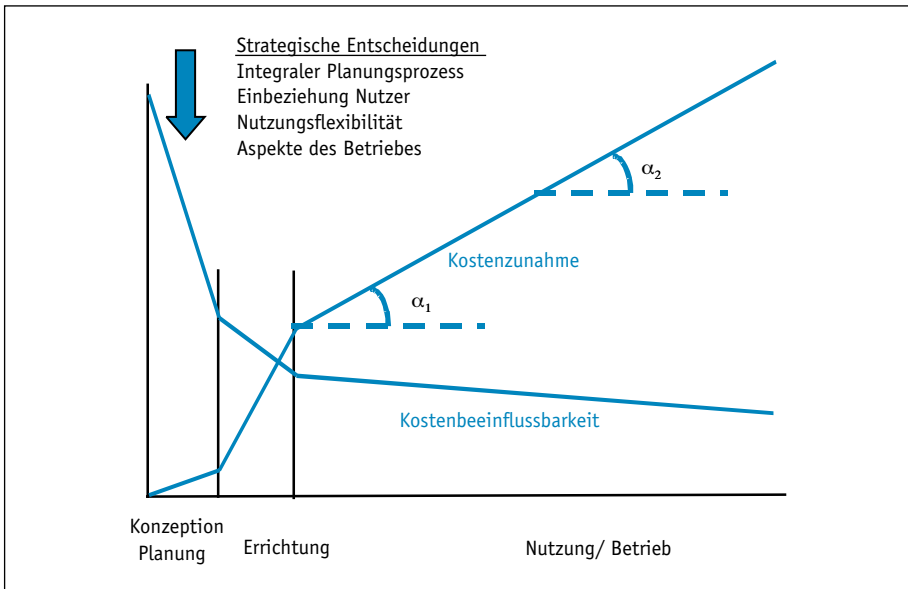 Strategische Entscheidungen
Integraler Planungsprozess
Einbeziehung Nutzer
Nutzungsflexibilität
Aspekte des Betriebes
α2
Kostenzunahme
α1
Kostenbeeinflussbarkeit
Konzeption
Planung
Errichtung
Nutzung/ Betrieb